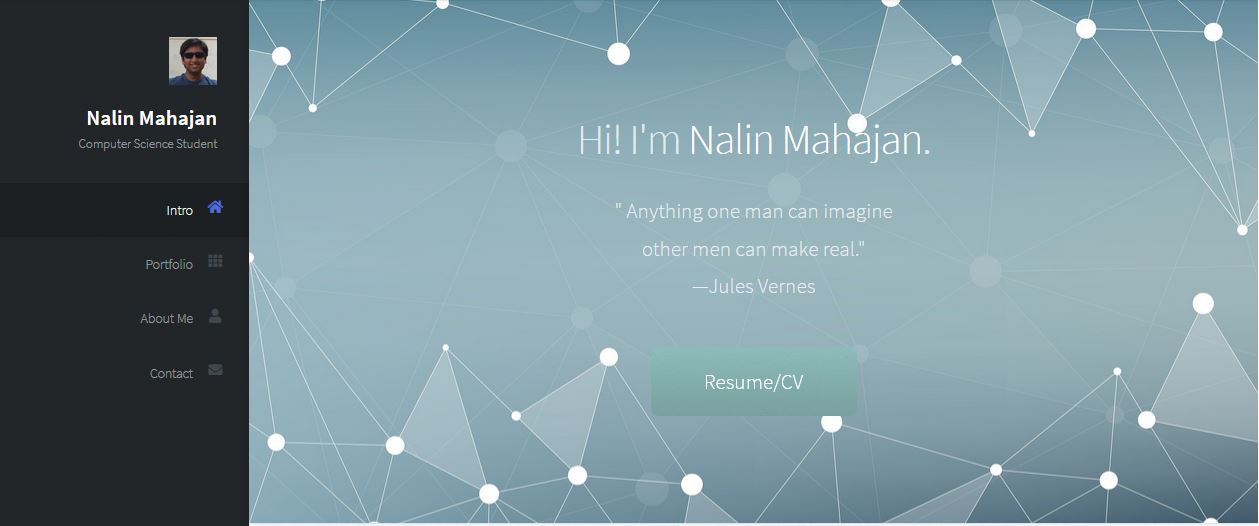 Nalin Mahajan
Computer Science Student
Intro
Portfolio
About Me
Contact
Hi! I'm Nalin Mahajan.
" Anything one man can imagine
other men can make real."
—Jules Vernes
Resume/CV